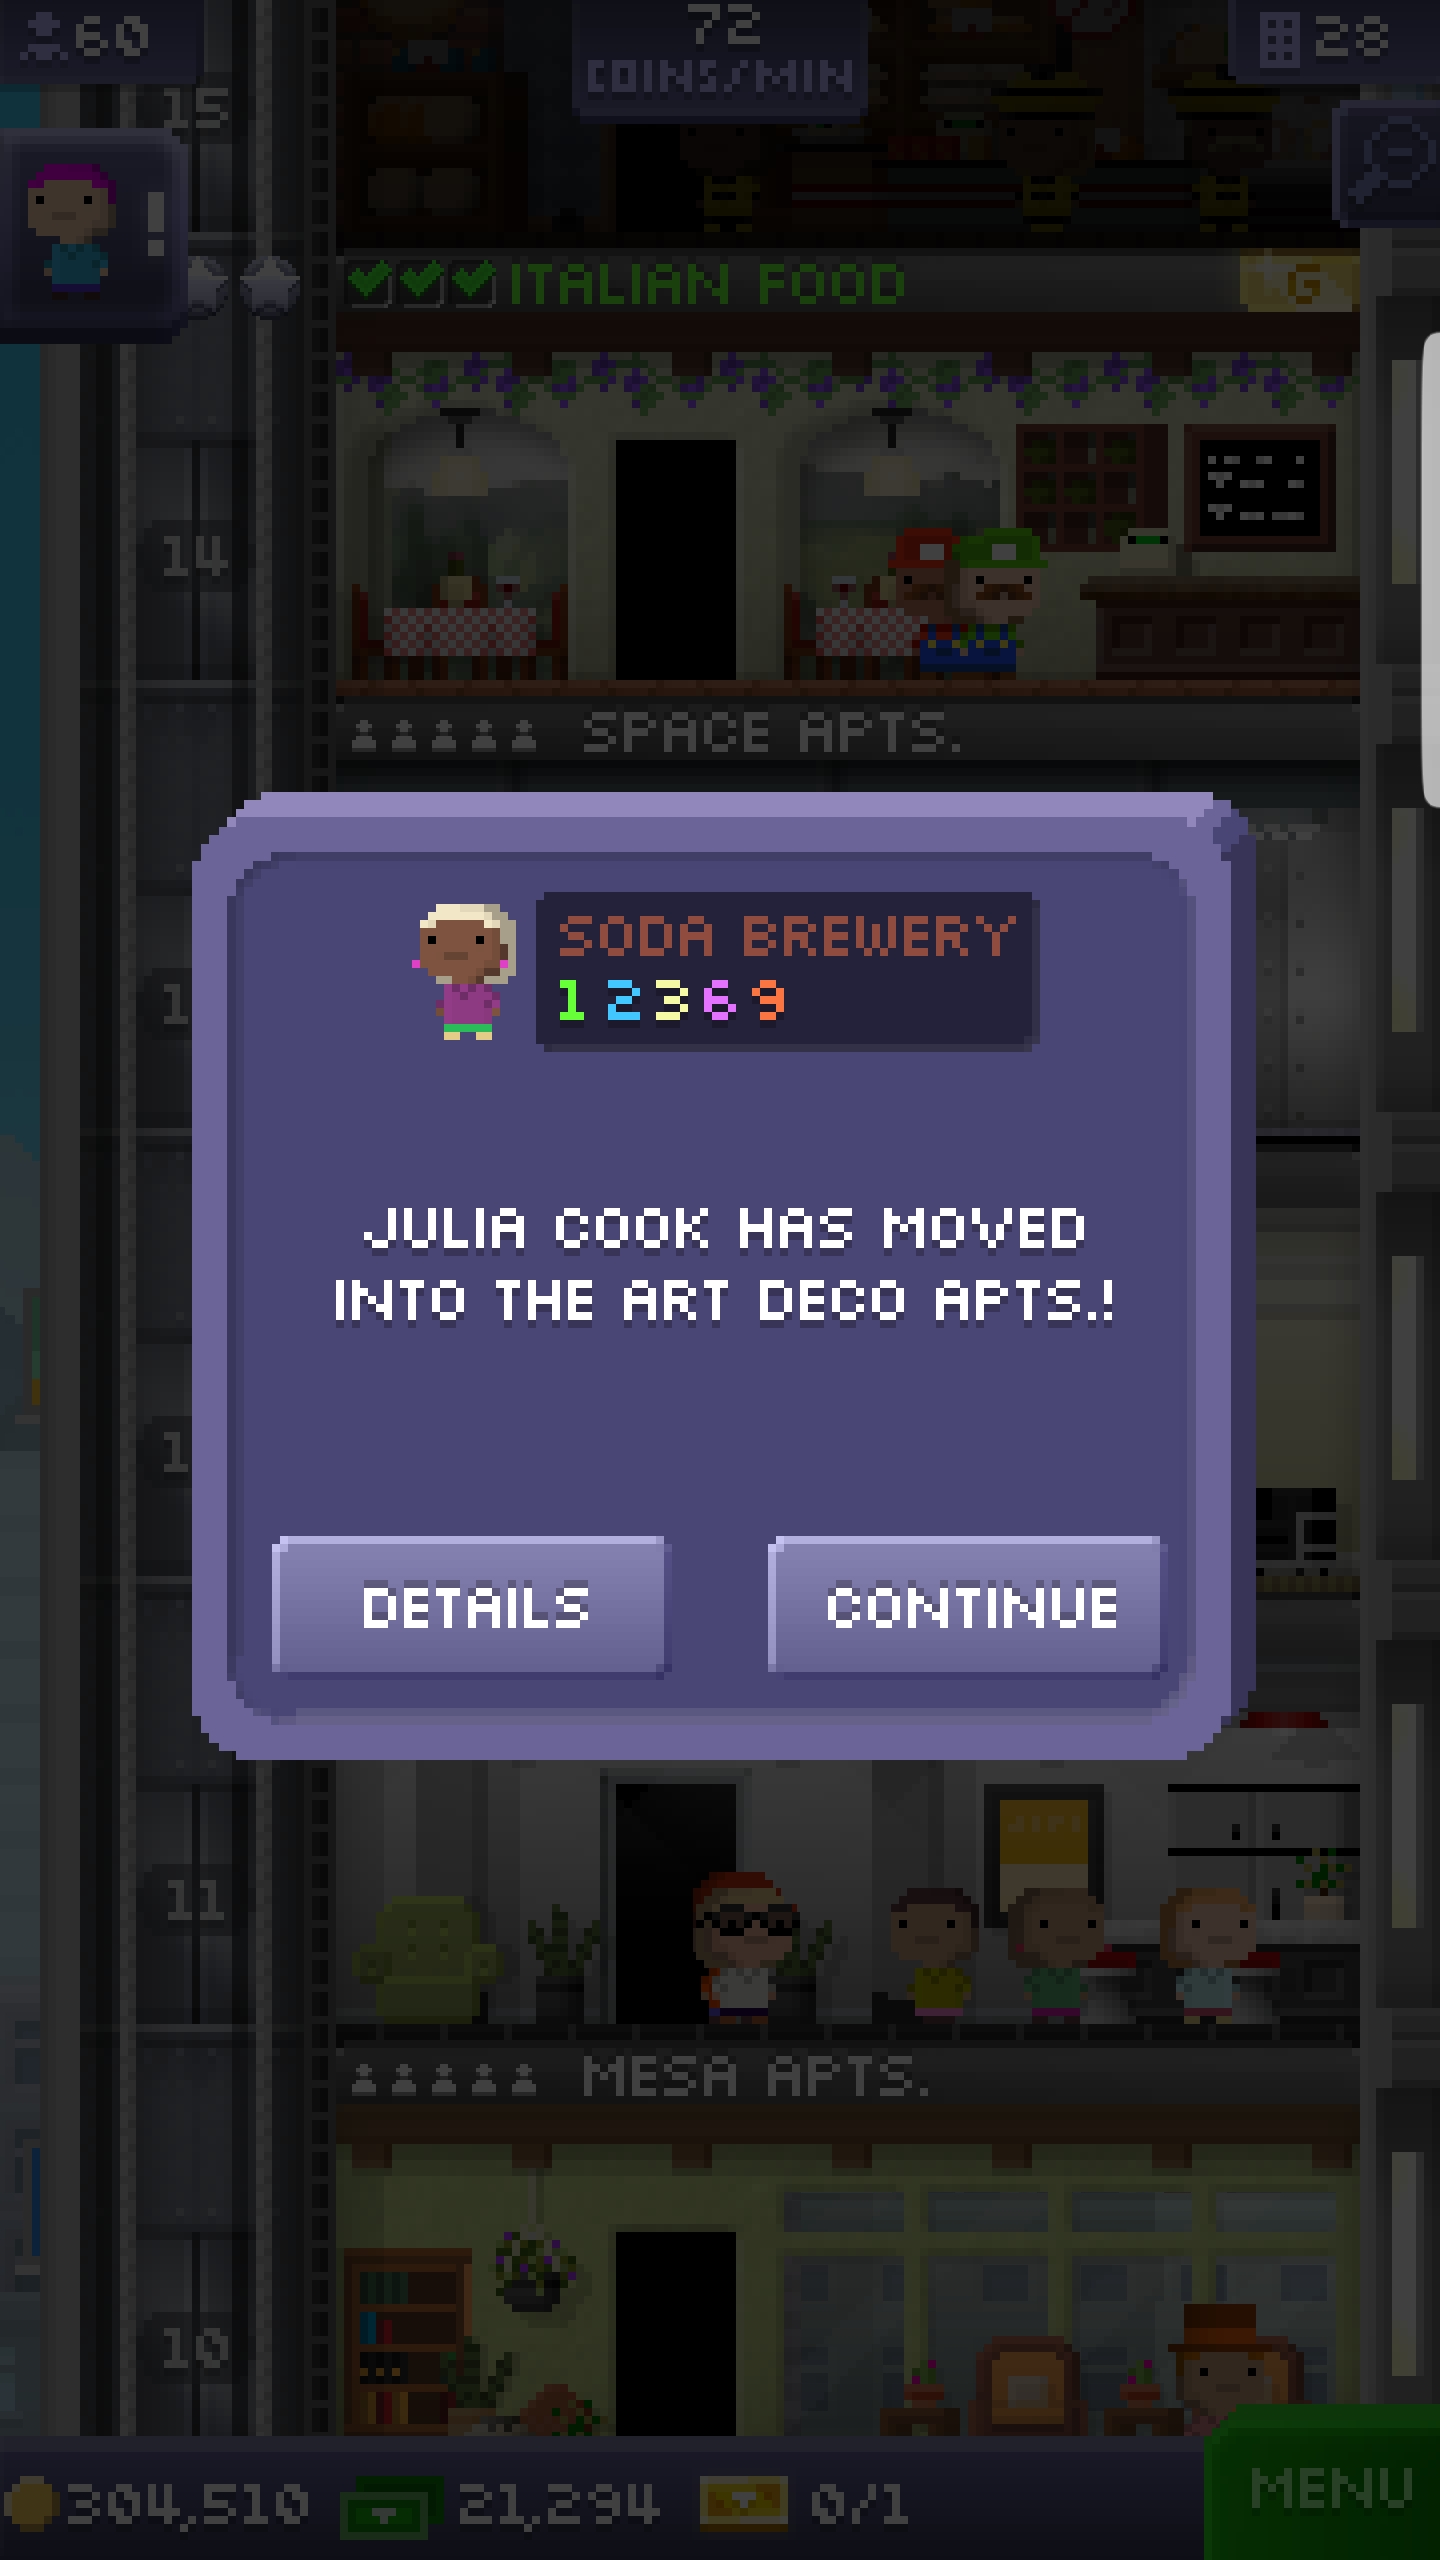 60
72
COINS/MIN
28
15
!
ITALIAN FOOD
G
14
SPACE APTS.
1
SODA BREWERY
1 2 3 6 9
JULIA COOK HAS MOVED
INTO THE ART DECO APTS.!
1
DETAILS
CONTINUE
11
MESA APTS.
10
304,510
21,294
0/1
MENU